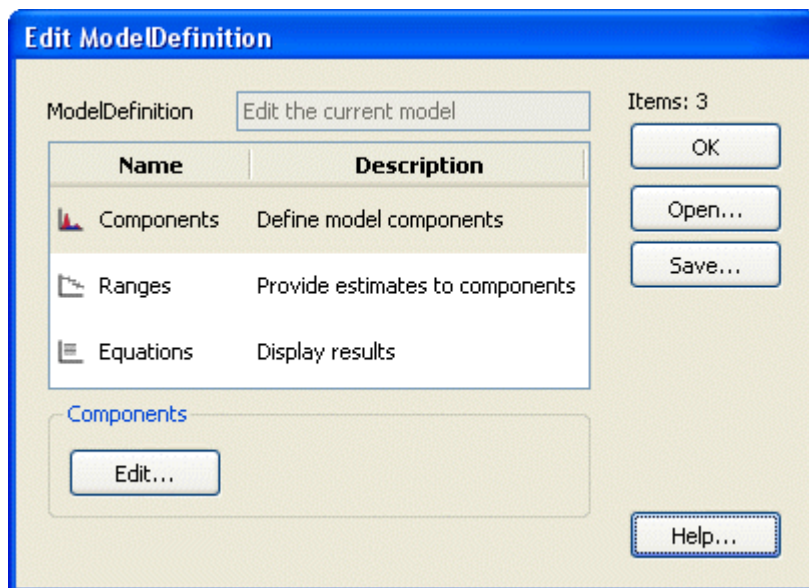 Edit ModelDefinition
ModelDefinition Edit the current model Items: 3
OK
Name Description
Open...
Components Define model components
Save...
Ranges Provide estimates to components
Equations Display results
Components
Edit...
Help...